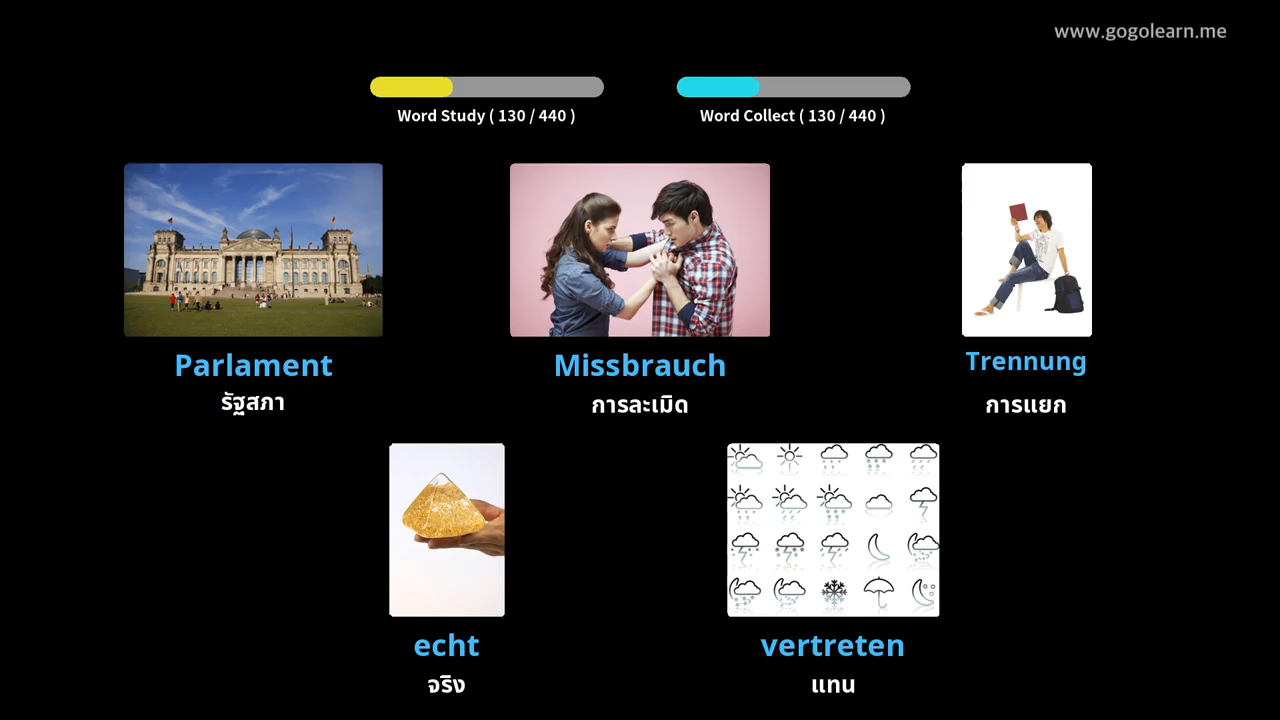 www.gogolearn.me
Word Study ( 130 / 440 )
Word Collect ( 130 / 440 )
Parlament
รัฐสภา
Missbrauch
การละเมิด
Trennung
การแยก
echt
จริง
vertreten
แทน